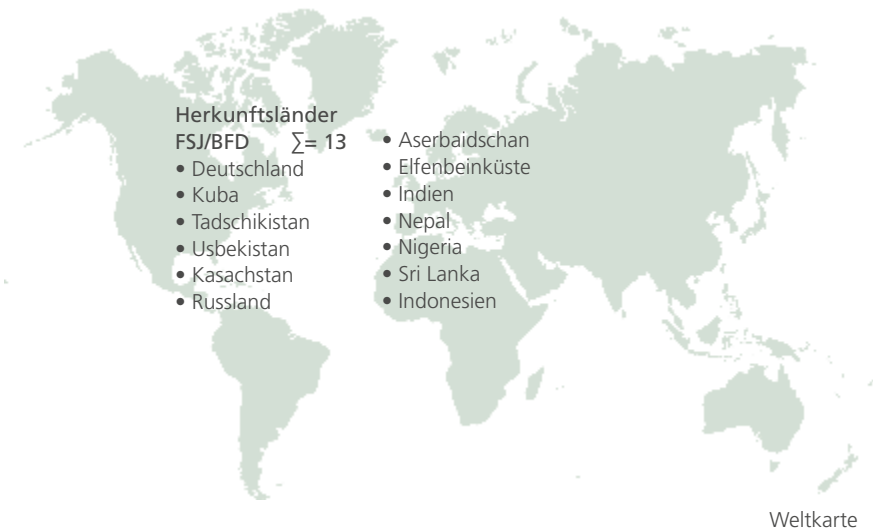 Herkunftsländer
FSJ/BFD ∑= 13
• Deutschland
• Kuba
• Tadschikistan
• Usbekistan
• Kasachstan
• Russland
• Aserbaidschan
• Elfenbeinküste
• Indien
• Nepal
• Nigeria
• Sri Lanka
• Indonesien
Weltkarte